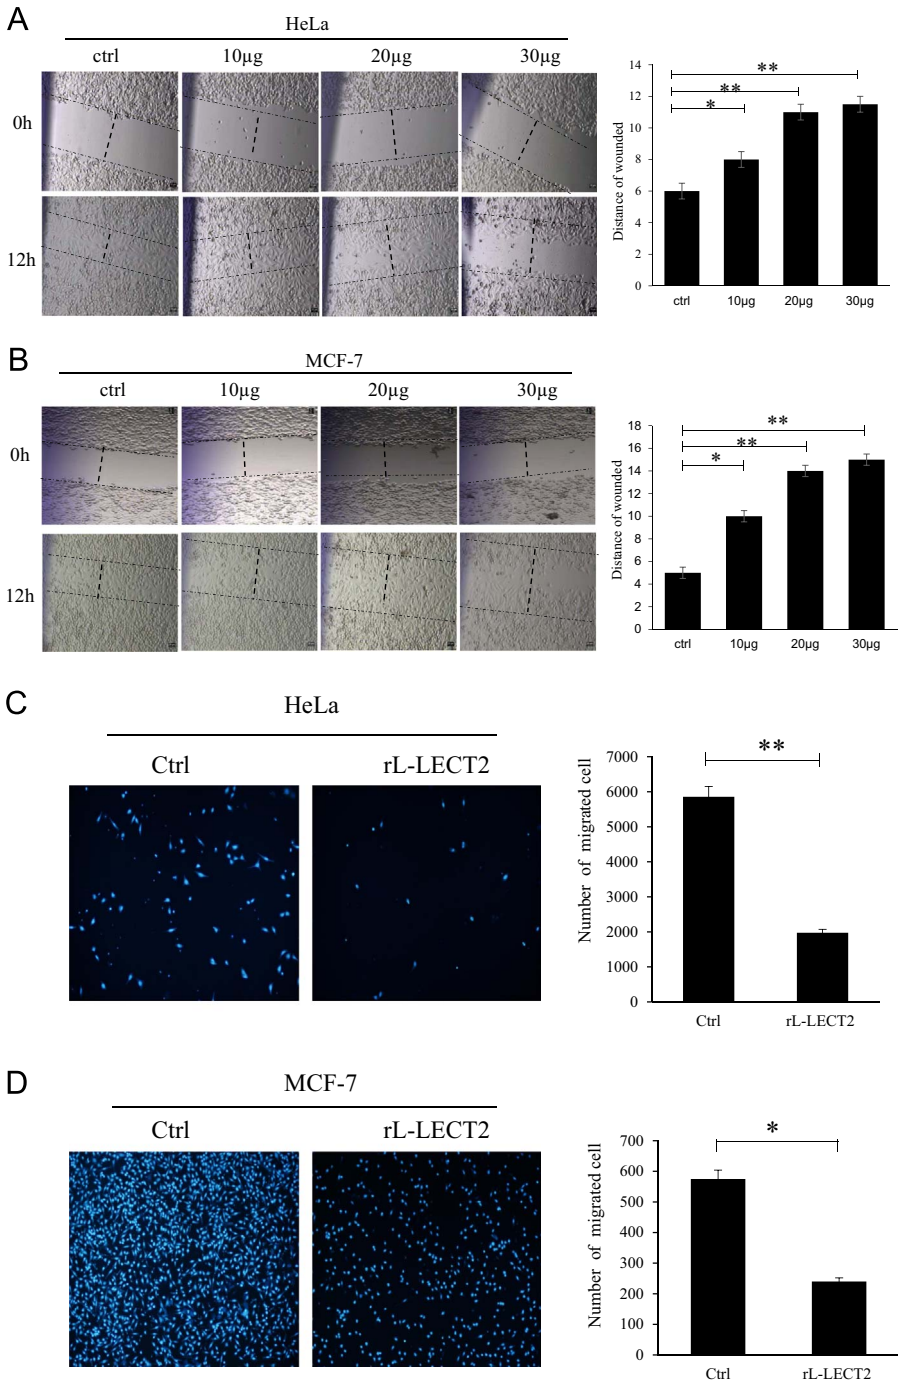 A
HeLa
ctrl 10µg 20µg 30µg
0h
12h
14
12
10
8
6
4
2
0
Distance of wounded
* ** **
ctrl 10µg 20µg 30µg
B
MCF-7
ctrl 10µg 20µg 30µg
0h
12h
18
16
14
12
10
8
6
4
2
0
Distance of wounded
* ** **
ctrl 10µg 20µg 30µg
C
HeLa
Ctrl rL-LECT2
7000
6000
5000
4000
3000
2000
1000
0
Number of migrated cell
**
Ctrl rL-LECT2
D
MCF-7
Ctrl rL-LECT2
700
600
500
400
300
200
100
0
Number of migrated cell
*
Ctrl rL-LECT2